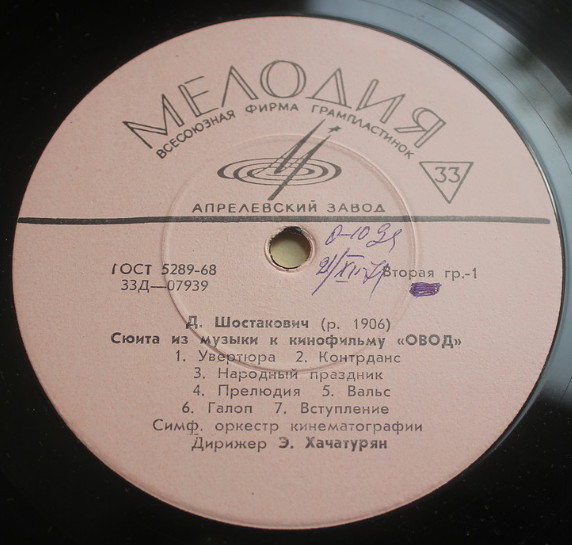 МЕЛОДИЯ
ВСЕСОЮЗНАЯ ФИРМА ГРАМПЛАСТИНОК
33
АПРЕЛЕВСКИЙ ЗАВОД
ГОСТ 5289-68
33Д—07939
Вторая гр.-1
Д. Шостакович (р. 1906)
Сюита из музыки к кинофильму «ОВОД»
1. Увертюра 2. Контрданс
3. Народный праздник
4. Прелюдия 5. Вальс
6. Галоп 7. Вступление
Симф. оркестр кинематографии
Дирижер Э. Хачатурян